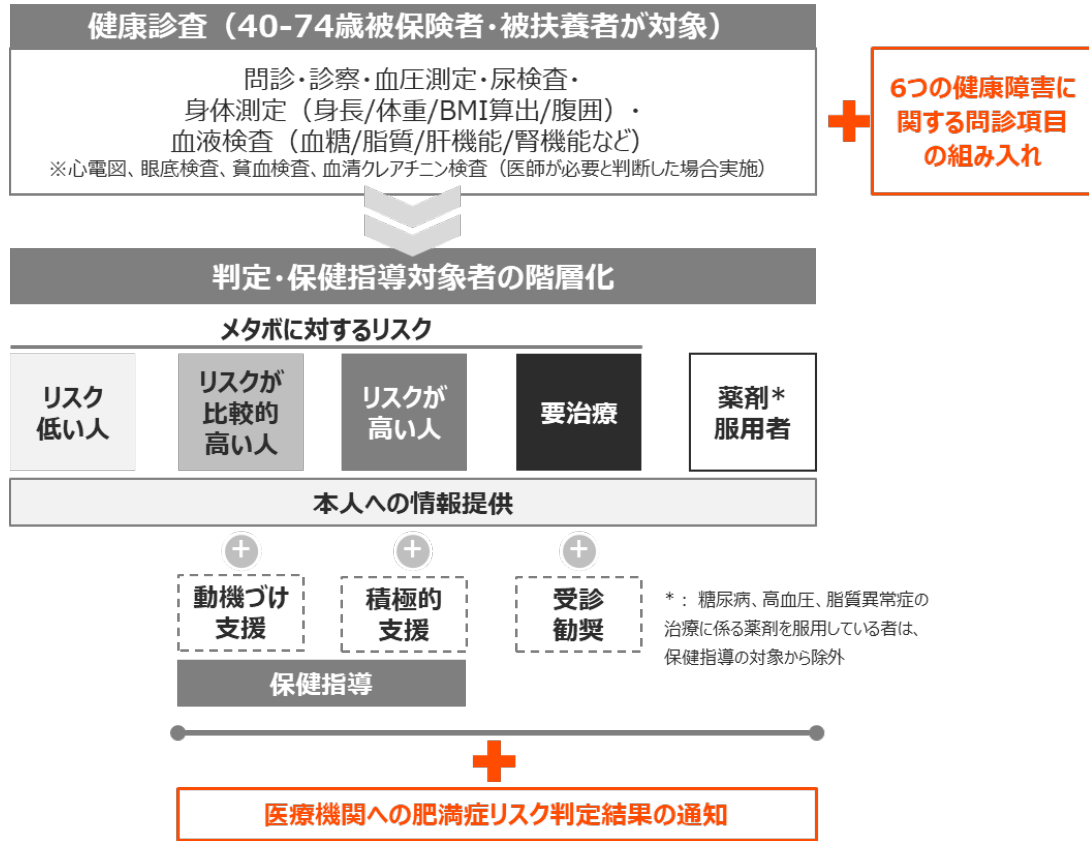 健康診査（40-74歳被保険者・被扶養者が対象）
問診・診察・血圧測定・尿検査・
身体測定（身長/体重/BMI算出/腹囲）・
血液検査（血糖/脂質/肝機能/腎機能など）
※心電図、眼底検査、貧血検査、血清クレアチニン検査（医師が必要と判断した場合実施）
6つの健康障害に
関する問診項目
の組み入れ
判定・保健指導対象者の階層化
メタボに対するリスク
リスク
低い人
リスクが
比較的
高い人
リスクが
高い人
要治療
薬剤*
服用者
本人への情報提供
動機づけ
支援
積極的
支援
受診
勧奨
*： 糖尿病、高血圧、脂質異常症の
治療に係る薬剤を服用している者は、
保健指導の対象から除外
保健指導
医療機関への肥満症リスク判定結果の通知